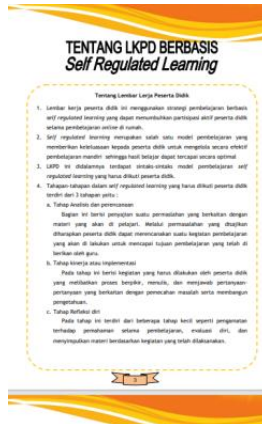 TENTANG LKPD BERBASIS
Self Regulated Learning
Tentang Lembar Lerja Peserta Didik
1. Lembar kerja peserta didik ini menggunakan strategi pembelajaran berbasis
self regulated learning yang dapat menumbuhkan partisipasi aktif peserta didik
selama pembelajaran online di rumah.
2. Self regulated learning merupakan salah satu model pembelajaran yang
memberikan keleluasaan kepada peserta didik untuk mengelola secara efektif
pembelajaran mandiri sehingga hasil belajar dapat tercapai secara optimal
3. LKPD ini didalamnya terdapat sintaks-sintaks model pembelajaran self
regulated learning yang harus diikuti peserta didik.
4. Tahapan-tahapan dalam self regulated learning yang harus diikuti peserta didik
terdiri dari 3 tahapan yaitu :
a. Tahap Analisis dan perencanaan
Bagian ini berisi penyajian suatu permasalahan yang berkaitan dengan
materi yang akan di pelajari. Melalui permasalahan yang disajikan
diharapkan peserta didik dapat merencanakan suatu kegiatan pembelajaran
yang akan di lakukan untuk mencapai tujuan pembelajaran yang telah di
berikan oleh guru.
b. Tahap kinerja atau implementasi
Pada tahap ini berisi kegiatan yang harus dilakukan oleh peserta didik
yang melibatkan proses berpikir, menulis, dan menjawab pertanyaan-
pertanyaan yang berkaitan dengan pemecahan masalah serta membangun
pengetahuan.
c. Tahap Refleksi diri
Pada tahap ini terdiri dari beberapa tahap kecil seperti pengamatan
terhadap pemahaman selama pembelajaran, evaluasi diri, dan
menyimpulkan materi berdasarkan kegiatan yang telah dilaksanakan.
3